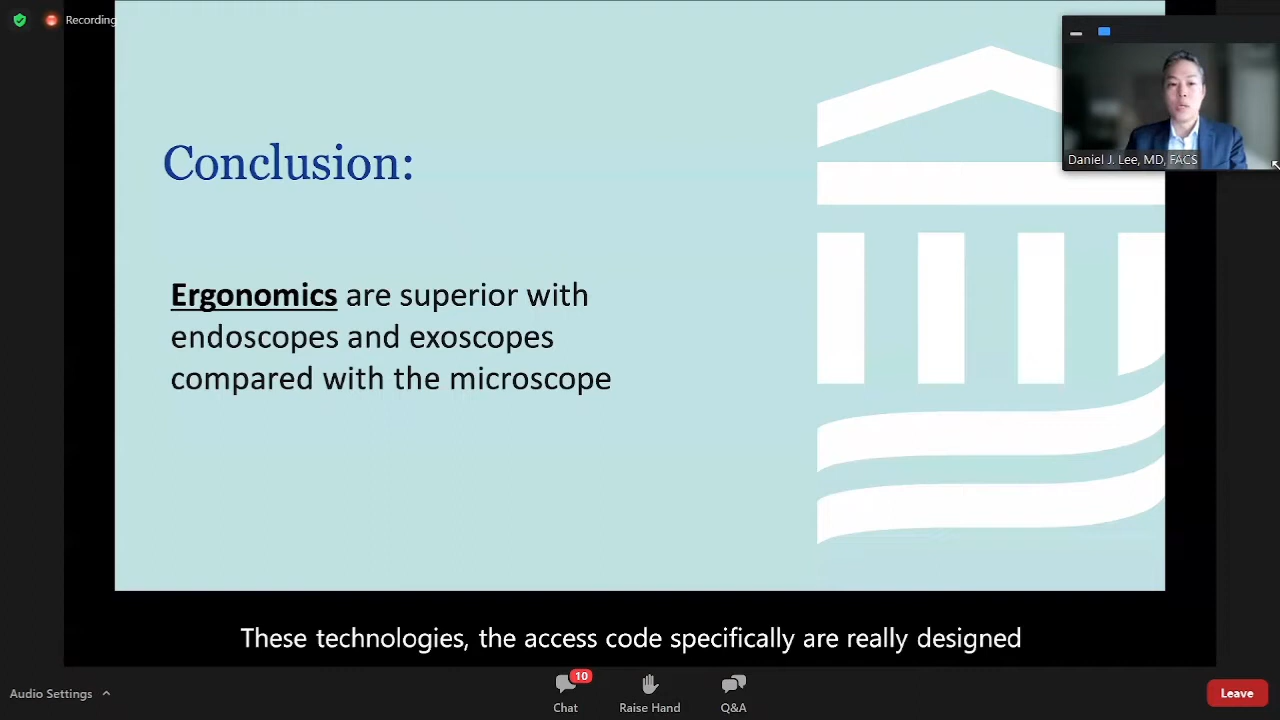 Recording
Conclusion:
Daniel J. Lee, MD, FACS
Ergonomics are superior with
endoscopes and exoscopes
compared with the microscope
These technologies, the access code specifically are really designed
Audio Settings
10
Chat
Raise Hand
Q&A
Leave